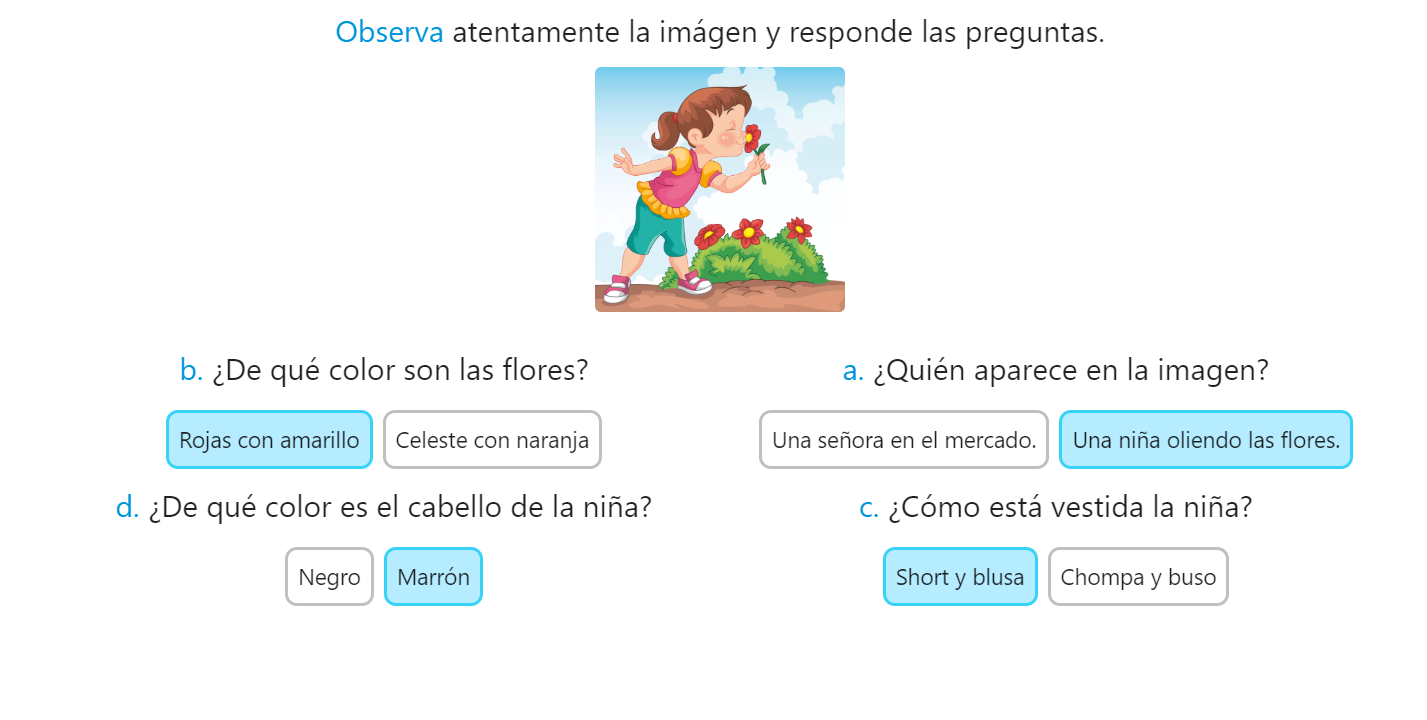 Observa atentamente la imágen y responde las preguntas.
b. ¿De qué color son las flores?
Rojas con amarillo
Celeste con naranja
a. ¿Quién aparece en la imagen?
Una señora en el mercado.
Una niña oliendo las flores.
d. ¿De qué color es el cabello de la niña?
Negro
Marrón
c. ¿Cómo está vestida la niña?
Short y blusa
Chompa y buso